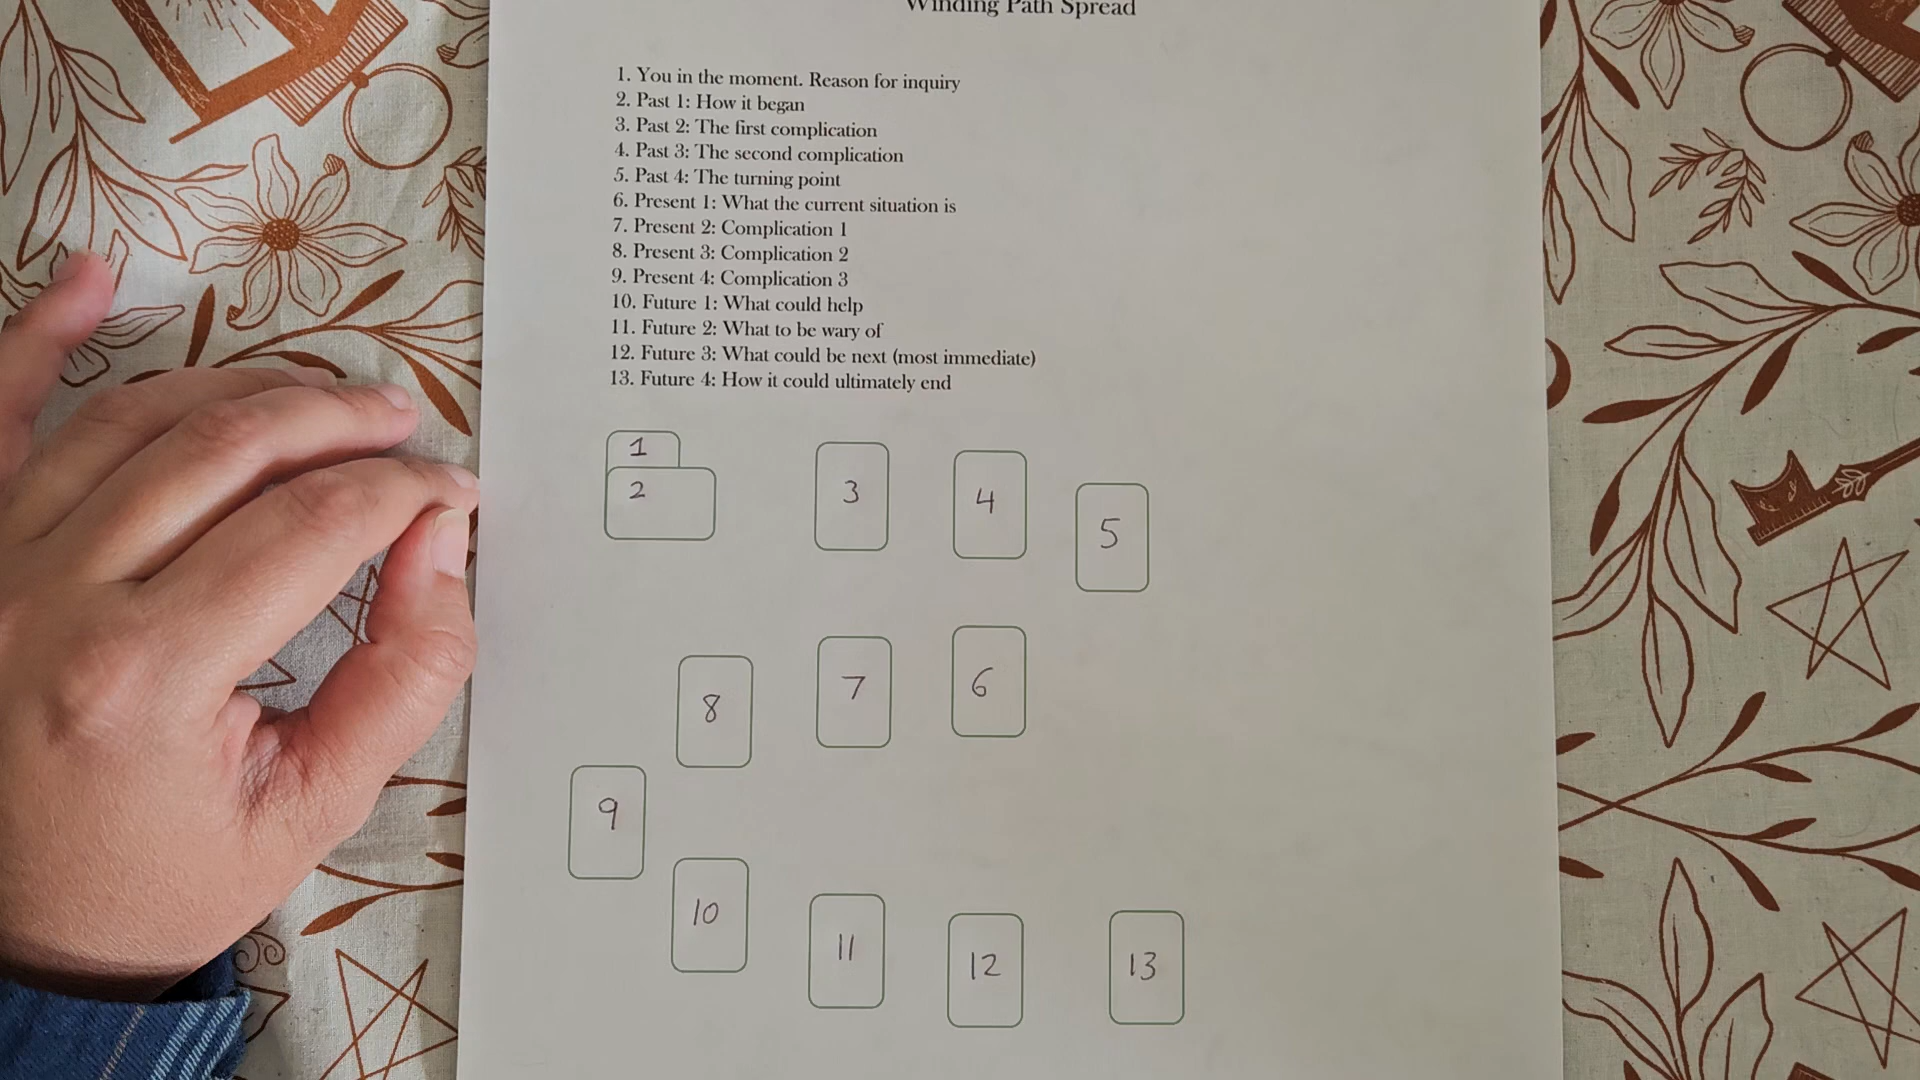 Winding Path Spread
1. You in the moment. Reason for inquiry
2. Past 1: How it began
3. Past 2: The first complication
4. Past 3: The second complication
5. Past 4: The turning point
6. Present 1: What the current situation is
7. Present 2: Complication 1
8. Present 3: Complication 2
9. Present 4: Complication 3
10. Future 1: What could help
11. Future 2: What to be wary of
12. Future 3: What could be next (most immediate)
13. Future 4: How it could ultimately end
1
2
3
4
5
8
7
6
9
10
11
12
13